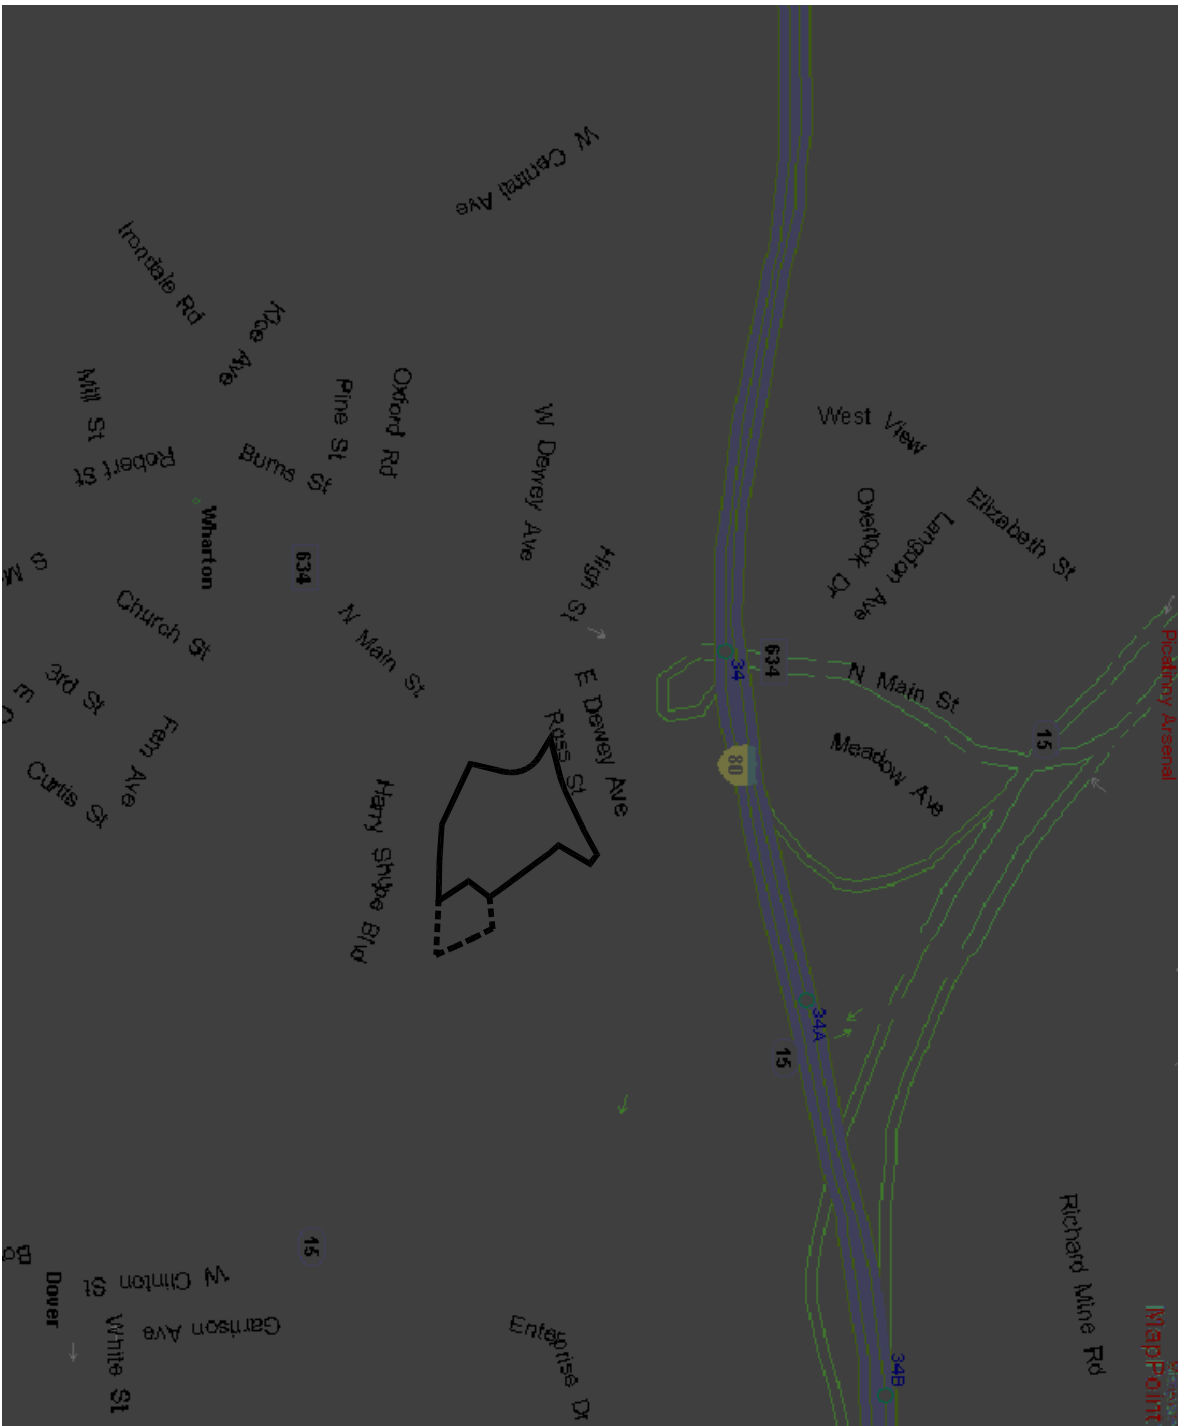 W Central Ave
Irondale Rd
Kice Ave
Mill St
Pine St
Oxford Rd
W Dewey Ave
West View
Robert St
Burns St
Overlook Dr
Langdon Ave
Elizabeth St
Wharton
634
High St
Church St
N Main St
634
34
N Main St
Picatinny Arsenal
3rd St
Fern Ave
E Dewey Ave
Ross St
15
80
Meadow Ave
Curtis St
Harry Shupe Blvd
34A
15
Richard Mine Rd
15
W Clinton St
Dover
Garrison Ave
White St
Enterprise Dr
34B
MapPoint